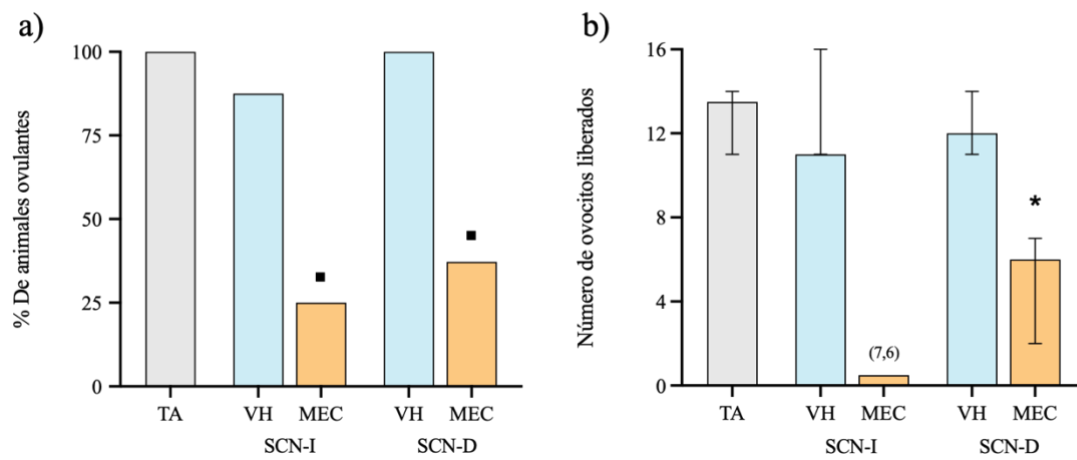 a)
% De animales ovulantes
100
75
50
25
0
TA
VH
MEC
VH
MEC
SCN-I
SCN-D
b)
Número de ovocitos liberados
16
12
8
4
0
(7,6)
*
TA
VH
MEC
VH
MEC
SCN-I
SCN-D